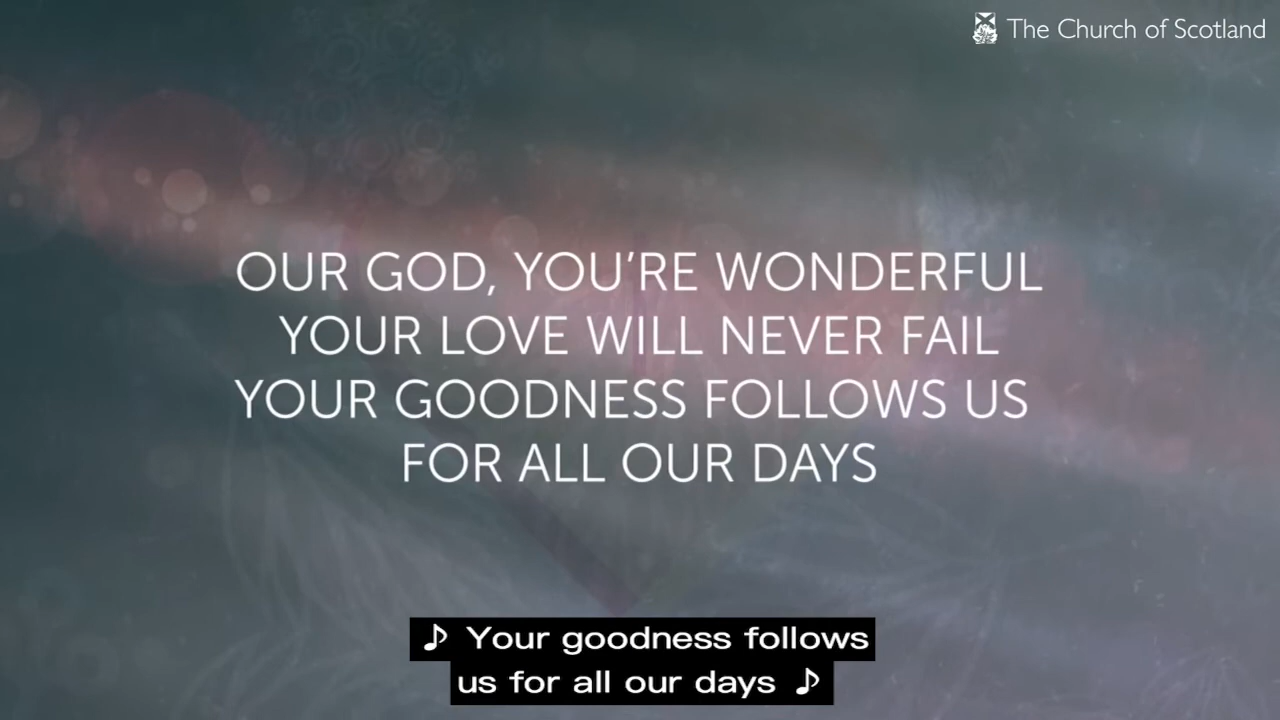 The Church of Scotland
OUR GOD, YOU'RE WONDERFUL
YOUR LOVE WILL NEVER FAIL
YOUR GOODNESS FOLLOWS US
FOR ALL OUR DAYS
♪ Your goodness follows
us for all our days ♪